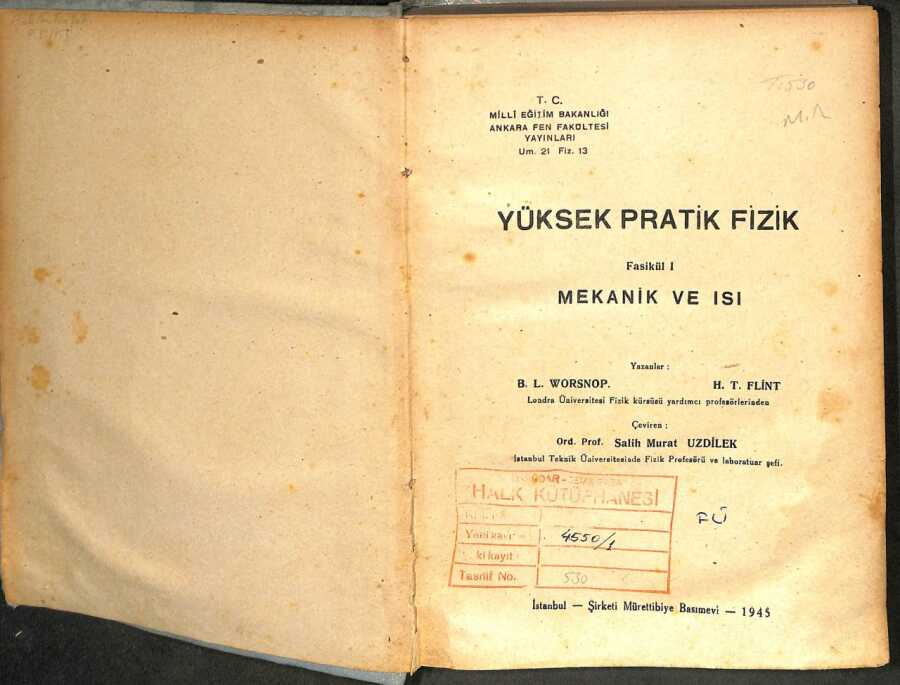 T. C.
MİLLÎ EĞİTİM BAKANLIĞI
ANKARA FEN FAKÜLTESİ
YAYINLARI
Um. 21 Fiz. 13
T.530
YÜKSEK PRATİK FİZİK
Fasikül I
MEKANİK VE ISI
Yazanlar :
B. L. WORSNOP. H. T. FLİNT
Londra Üniversitesi Fizik kürsüsü yardımcı profesörlerinden
Çeviren :
Ord. Prof. Salih Murat UZDİLEK
İstanbul Teknik Üniversitesinde Fizik Profesörü ve laboratuar şefi.
HALK KÜTÜPHANESİ
FÜ
Yeni kayıt 4550/1
ki kayıt
Tasnif No. 530
İstanbul — Şirketi Mürettibiye Basımevi — 1945